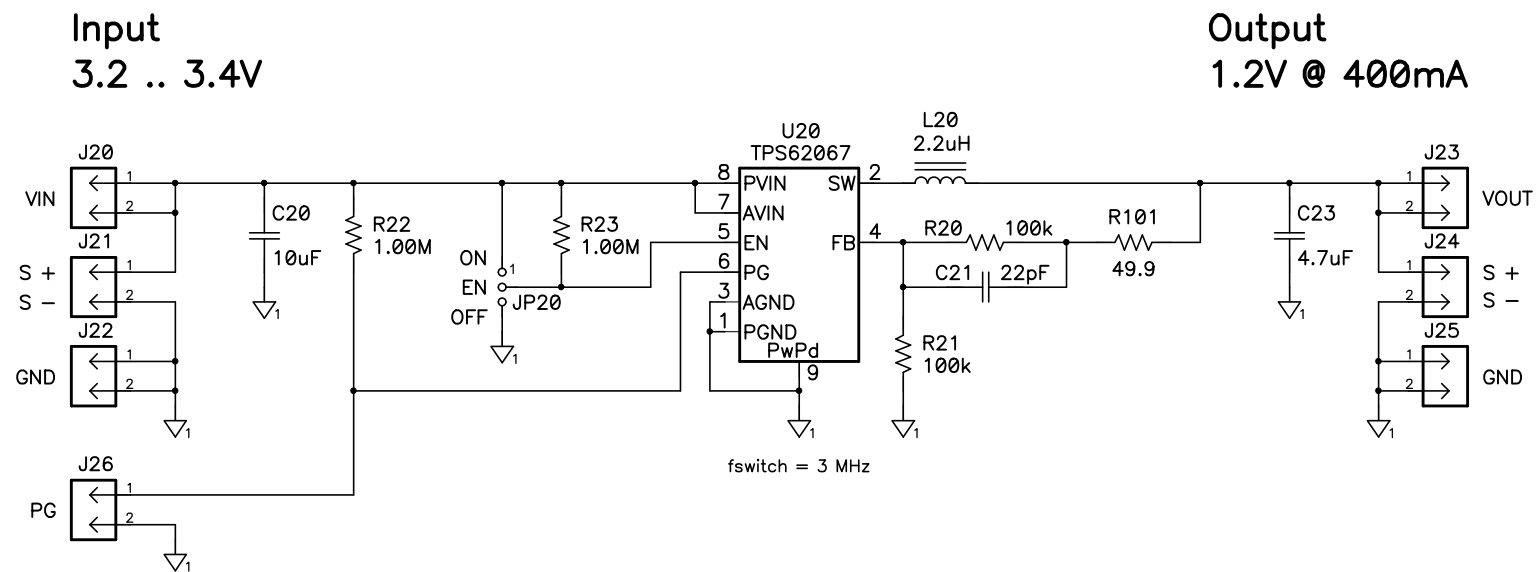 Input
3.2 .. 3.4V
Output
1.2V @ 400mA
J20
VIN
1
2
J21
S +
S -
1
2
J22
GND
1
2
1
J26
PG
1
2
1
C20
10uF
1
R22
1.00M
ON
EN
OFF
1
JP20
1
R23
1.00M
U20
TPS62067
8 PVIN
7 AVIN
5 EN
6 PG
3 AGND
1 PGND
PwPd
9
SW 2
FB 4
1
fswitch = 3 MHz
L20
2.2uH
R20 100k
C21 22pF
R21
100k
1
R101
49.9
C23
4.7uF
1
J23
1
2
VOUT
J24
1
2
S +
S -
J25
1
2
GND
1